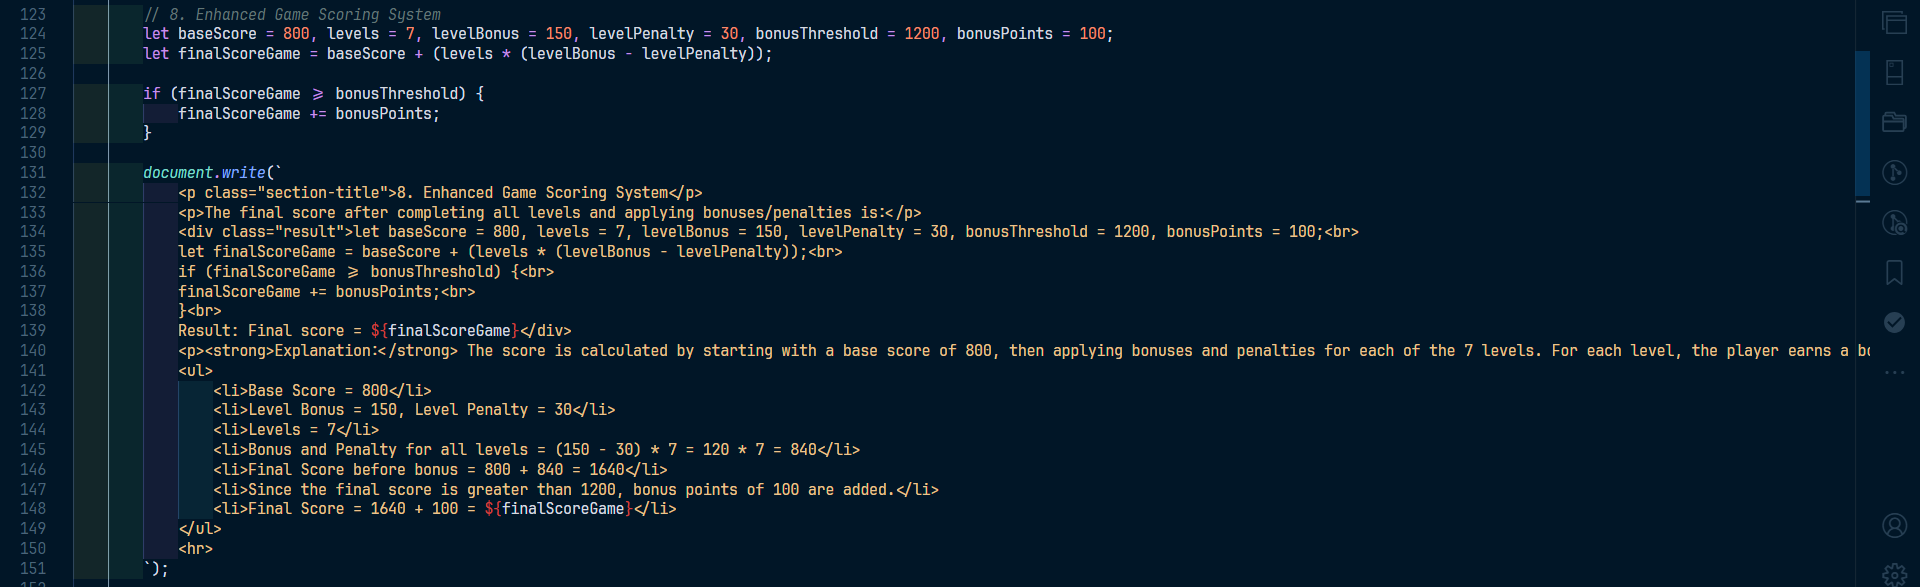 123 // 8. Enhanced Game Scoring System
124 let baseScore = 800, levels = 7, levelBonus = 150, levelPenalty = 30, bonusThreshold = 1200, bonusPoints = 100;
125 let finalScoreGame = baseScore + (levels * (levelBonus - levelPenalty));
126
127 if (finalScoreGame ⩾ bonusThreshold) {
128 finalScoreGame += bonusPoints;
129 }
130
131 document.write(`
132 <p class="section-title">8. Enhanced Game Scoring System</p>
133 <p>The final score after completing all levels and applying bonuses/penalties is:</p>
134 <div class="result">let baseScore = 800, levels = 7, levelBonus = 150, levelPenalty = 30, bonusThreshold = 1200, bonusPoints = 100;<br>
135 let finalScoreGame = baseScore + (levels * (levelBonus - levelPenalty));<br>
136 if (finalScoreGame ⩾ bonusThreshold) {<br>
137 finalScoreGame += bonusPoints;<br>
138 }<br>
139 Result: Final score = ${finalScoreGame}</div>
140 <p><strong>Explanation:</strong> The score is calculated by starting with a base score of 800, then applying bonuses and penalties for each of the 7 levels. For each level, the player earns a
141 <ul>
142 <li>Base Score = 800</li>
143 <li>Level Bonus = 150, Level Penalty = 30</li>
144 <li>Levels = 7</li>
145 <li>Bonus and Penalty for all levels = (150 - 30) * 7 = 120 * 7 = 840</li>
146 <li>Final Score before bonus = 800 + 840 = 1640</li>
147 <li>Since the final score is greater than 1200, bonus points of 100 are added.</li>
148 <li>Final Score = 1640 + 100 = ${finalScoreGame}</li>
149 </ul>
150 <hr>
151 `);